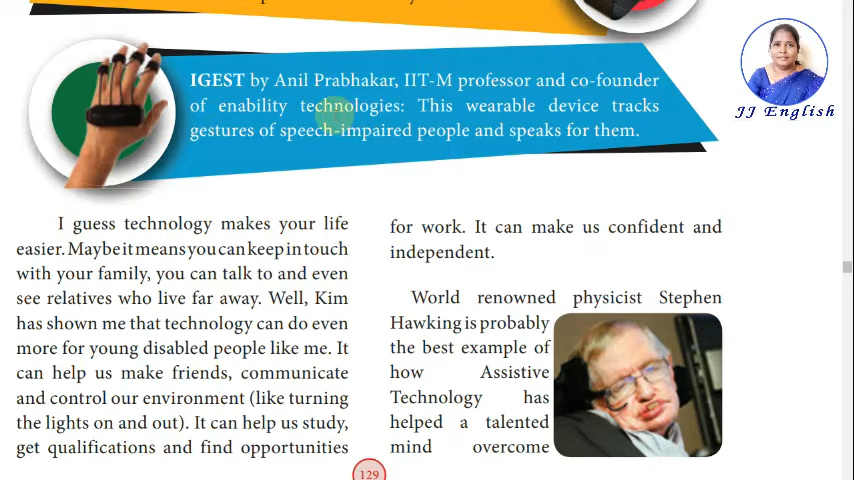 IGEST by Anil Prabhakar, IIT-M professor and co-founder
of enability technologies: This wearable device tracks
gestures of speech-impaired people and speaks for them.
JJ English
I guess technology makes your life
easier. Maybe it means you can keep in touch
with your family, you can talk to and even
see relatives who live far away. Well, Kim
has shown me that technology can do even
more for young disabled people like me. It
can help us make friends, communicate
and control our environment (like turning
the lights on and out). It can help us study,
get qualifications and find opportunities
for work. It can make us confident and
independent.
World renowned physicist Stephen
Hawking is probably
the best example of
how Assistive
Technology has
helped a talented
mind overcome
129